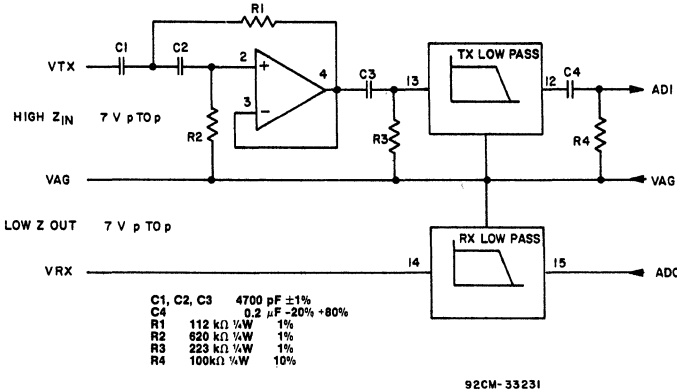 R1
C1
C2
VTX
2
+
4
C3
13
TX LOW PASS
12
C4
ADI
3
−
HIGH ZIN 7 V p TO p
R2
R3
R4
VAG
VAG
LOW Z OUT 7 V p TO p
RX LOW PASS
VRX
14
15
ADO
C1, C2, C3 4700 pF ±1%
C4 0.2 μF -20% +80%
R1 112 kΩ ¼W 1%
R2 620 kΩ ¼W 1%
R3 223 kΩ ¼W 1%
R4 100kΩ ¼W 10%
92CM-33231